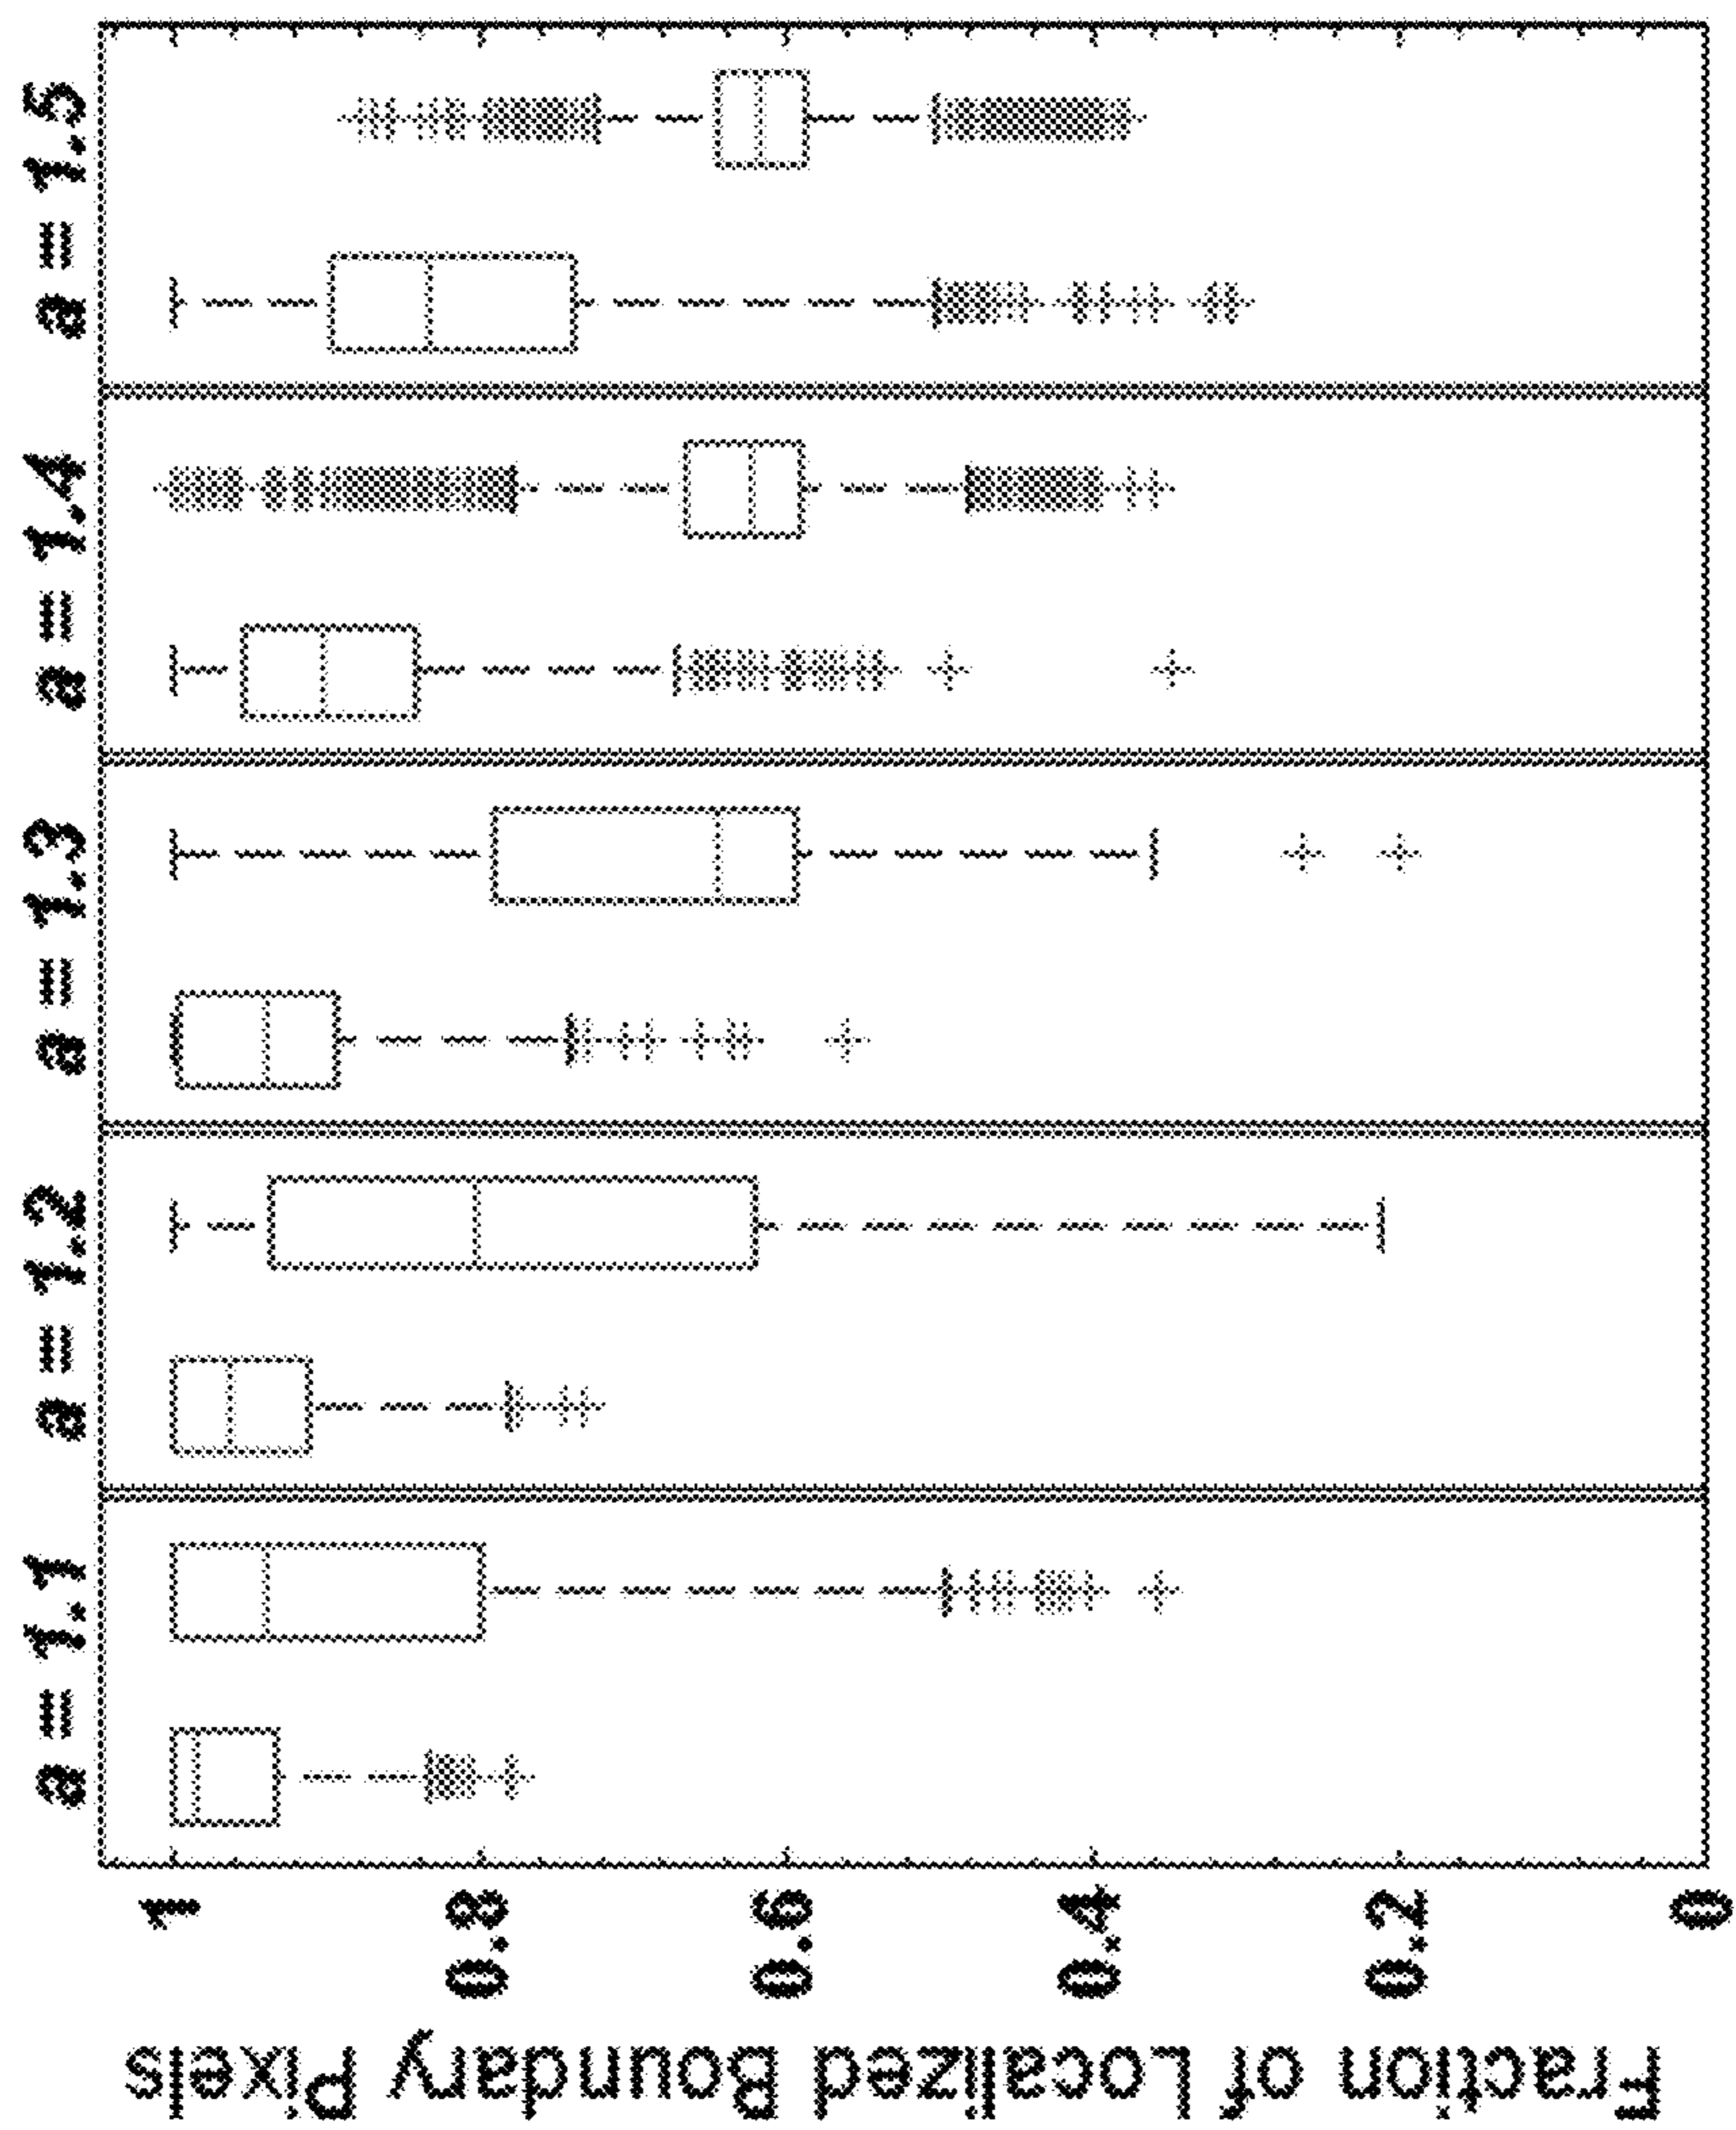 a = 1.1
a = 1.2
a = 1.3
a = 1.4
a = 1.5
1
0.8
0.6
0.4
0.2
0
Fraction of Localized Boundary Pixels